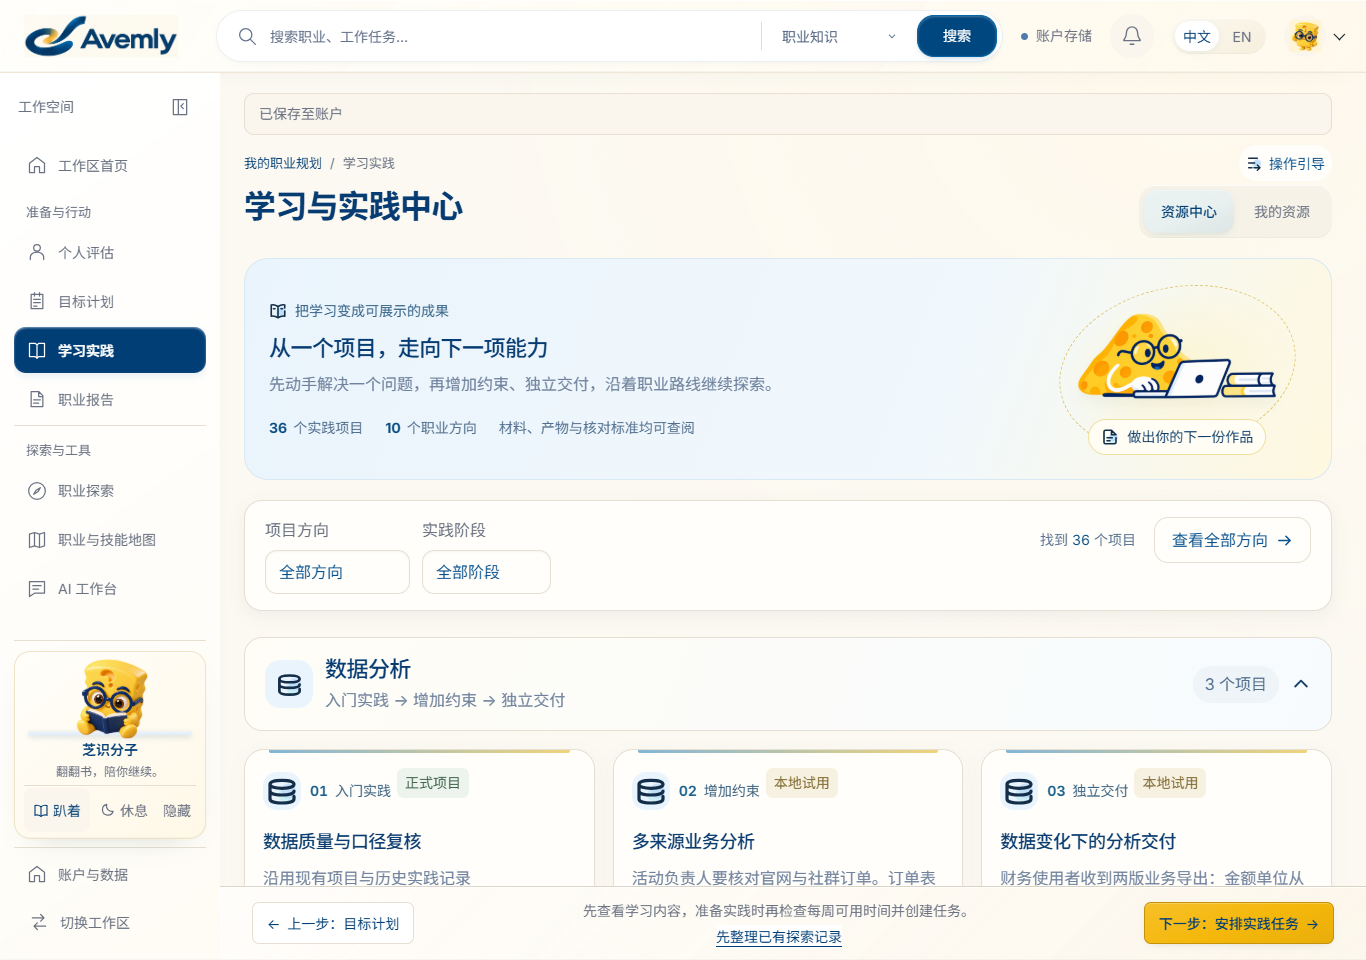 Avemly
搜索职业、工作任务...
职业知识
搜索
账户存储
中文
EN
工作空间
工作区首页
准备与行动
个人评估
目标计划
学习实践
职业报告
探索与工具
职业探索
职业与技能地图
AI 工作台
芝识分子
翻翻书，陪你继续。
趴着
休息
隐藏
账户与数据
切换工作区
已保存至账户
我的职业规划 / 学习实践
操作引导
学习与实践中心
资源中心
我的资源
把学习变成可展示的成果
从一个项目，走向下一项能力
先动手解决一个问题，再增加约束、独立交付，沿着职业路线继续探索。
36 个实践项目
10 个职业方向
材料、产物与核对标准均可查阅
做出你的下一份作品
项目方向
全部方向
实践阶段
全部阶段
找到 36 个项目
查看全部方向 →
数据分析
入门实践 → 增加约束 → 独立交付
3 个项目
01 入门实践
正式项目
数据质量与口径复核
沿用现有项目与历史实践记录
02 增加约束
本地试用
多来源业务分析
活动负责人要核对官网与社群订单。订单表
03 独立交付
本地试用
数据变化下的分析交付
财务使用者收到两版业务导出：金额单位从
← 上一步：目标计划
先查看学习内容，准备实践时再检查每周可用时间并创建任务。
先整理已有探索记录
下一步：安排实践任务 →